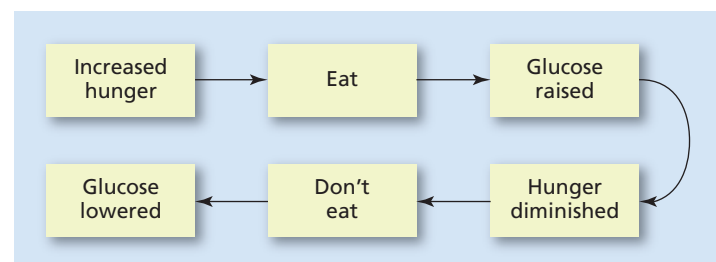 Increased
hunger
Eat
Glucose
raised
Glucose
lowered
Don't
eat
Hunger
diminished